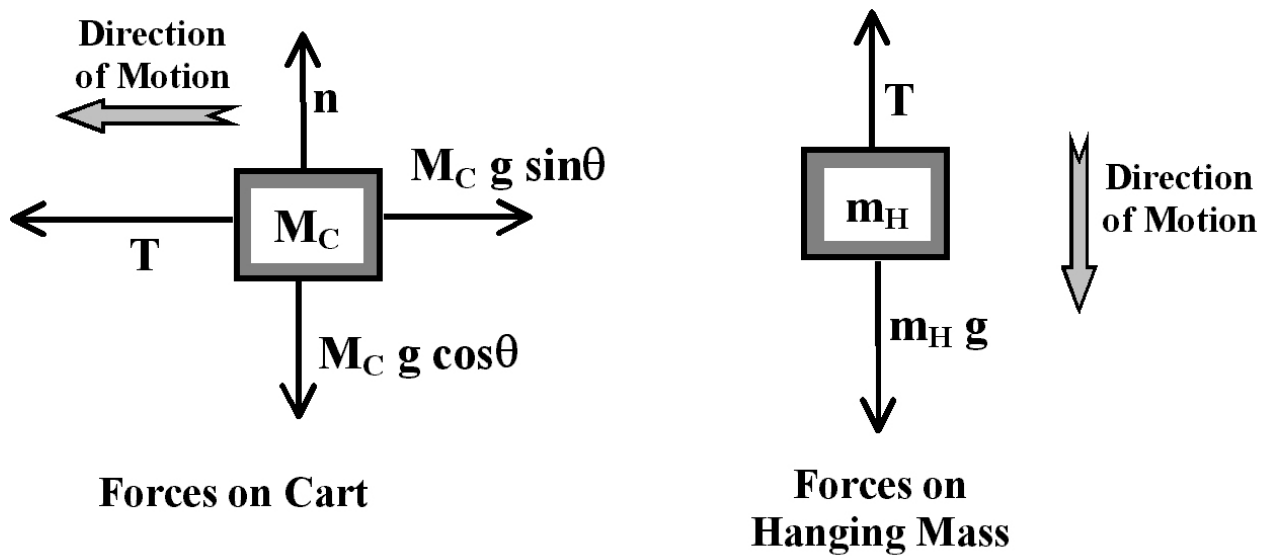 Direction
of Motion
n
M_C g sinθ
T
M_C
M_C g cosθ
Forces on Cart
T
m_H
Direction
of Motion
m_H g
Forces on
Hanging Mass